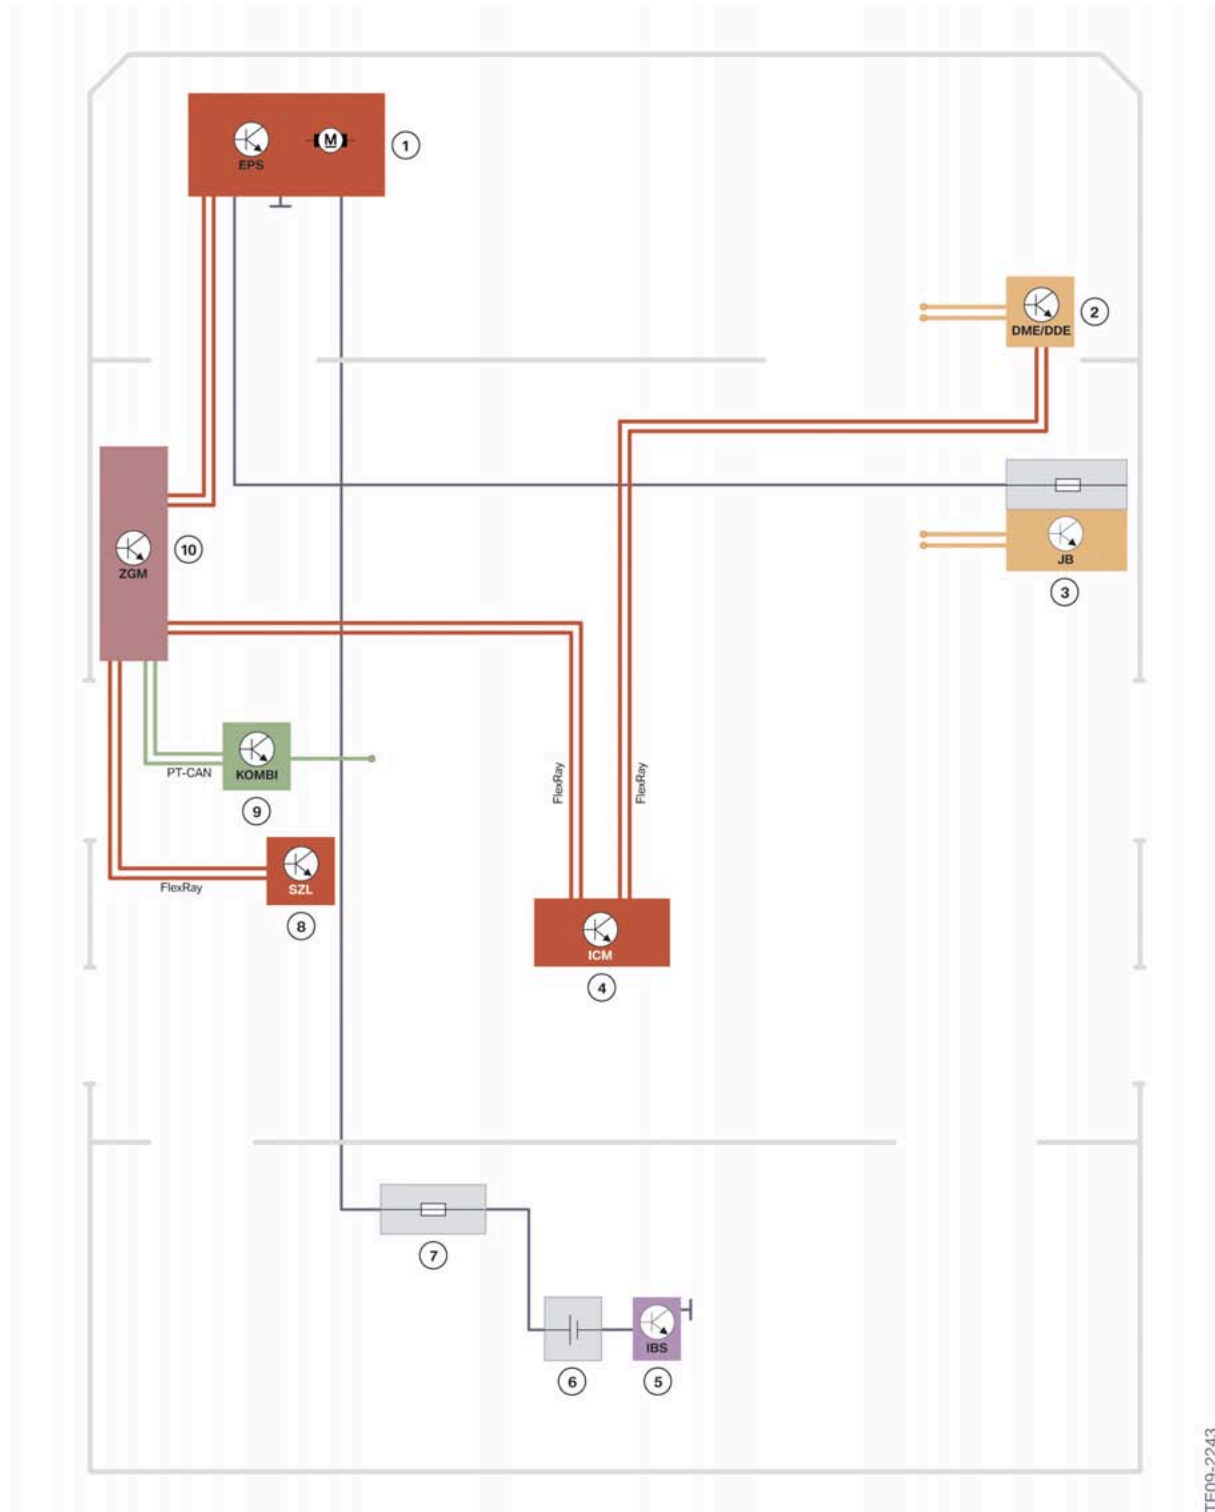 M
EPS
1
2
DME/DDE
10
ZGM
JB
3
FlexRay
FlexRay
PT-CAN
KOMBI
9
FlexRay
SZL
8
ICM
4
7
IBS
6
5
TE09-2243